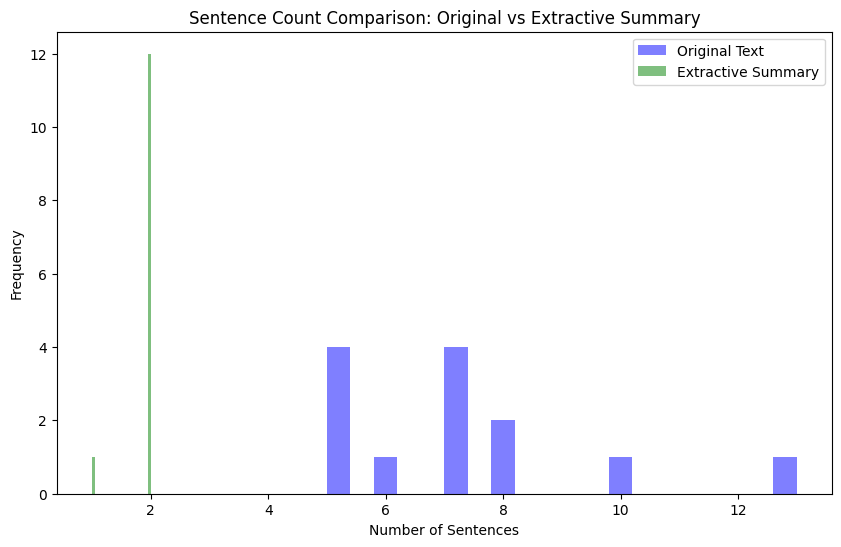 Sentence Count Comparison: Original vs Extractive Summary
Original Text
Extractive Summary
Frequency
12
10
8
6
4
2
0
2 4 6 8 10 12
Number of Sentences